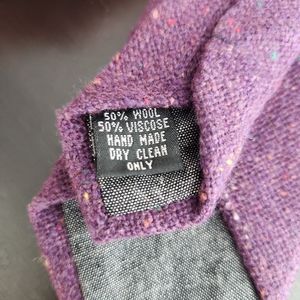 50% WOOL
50% VISCOSE
HAND MADE
DRY CLEAN
ONLY